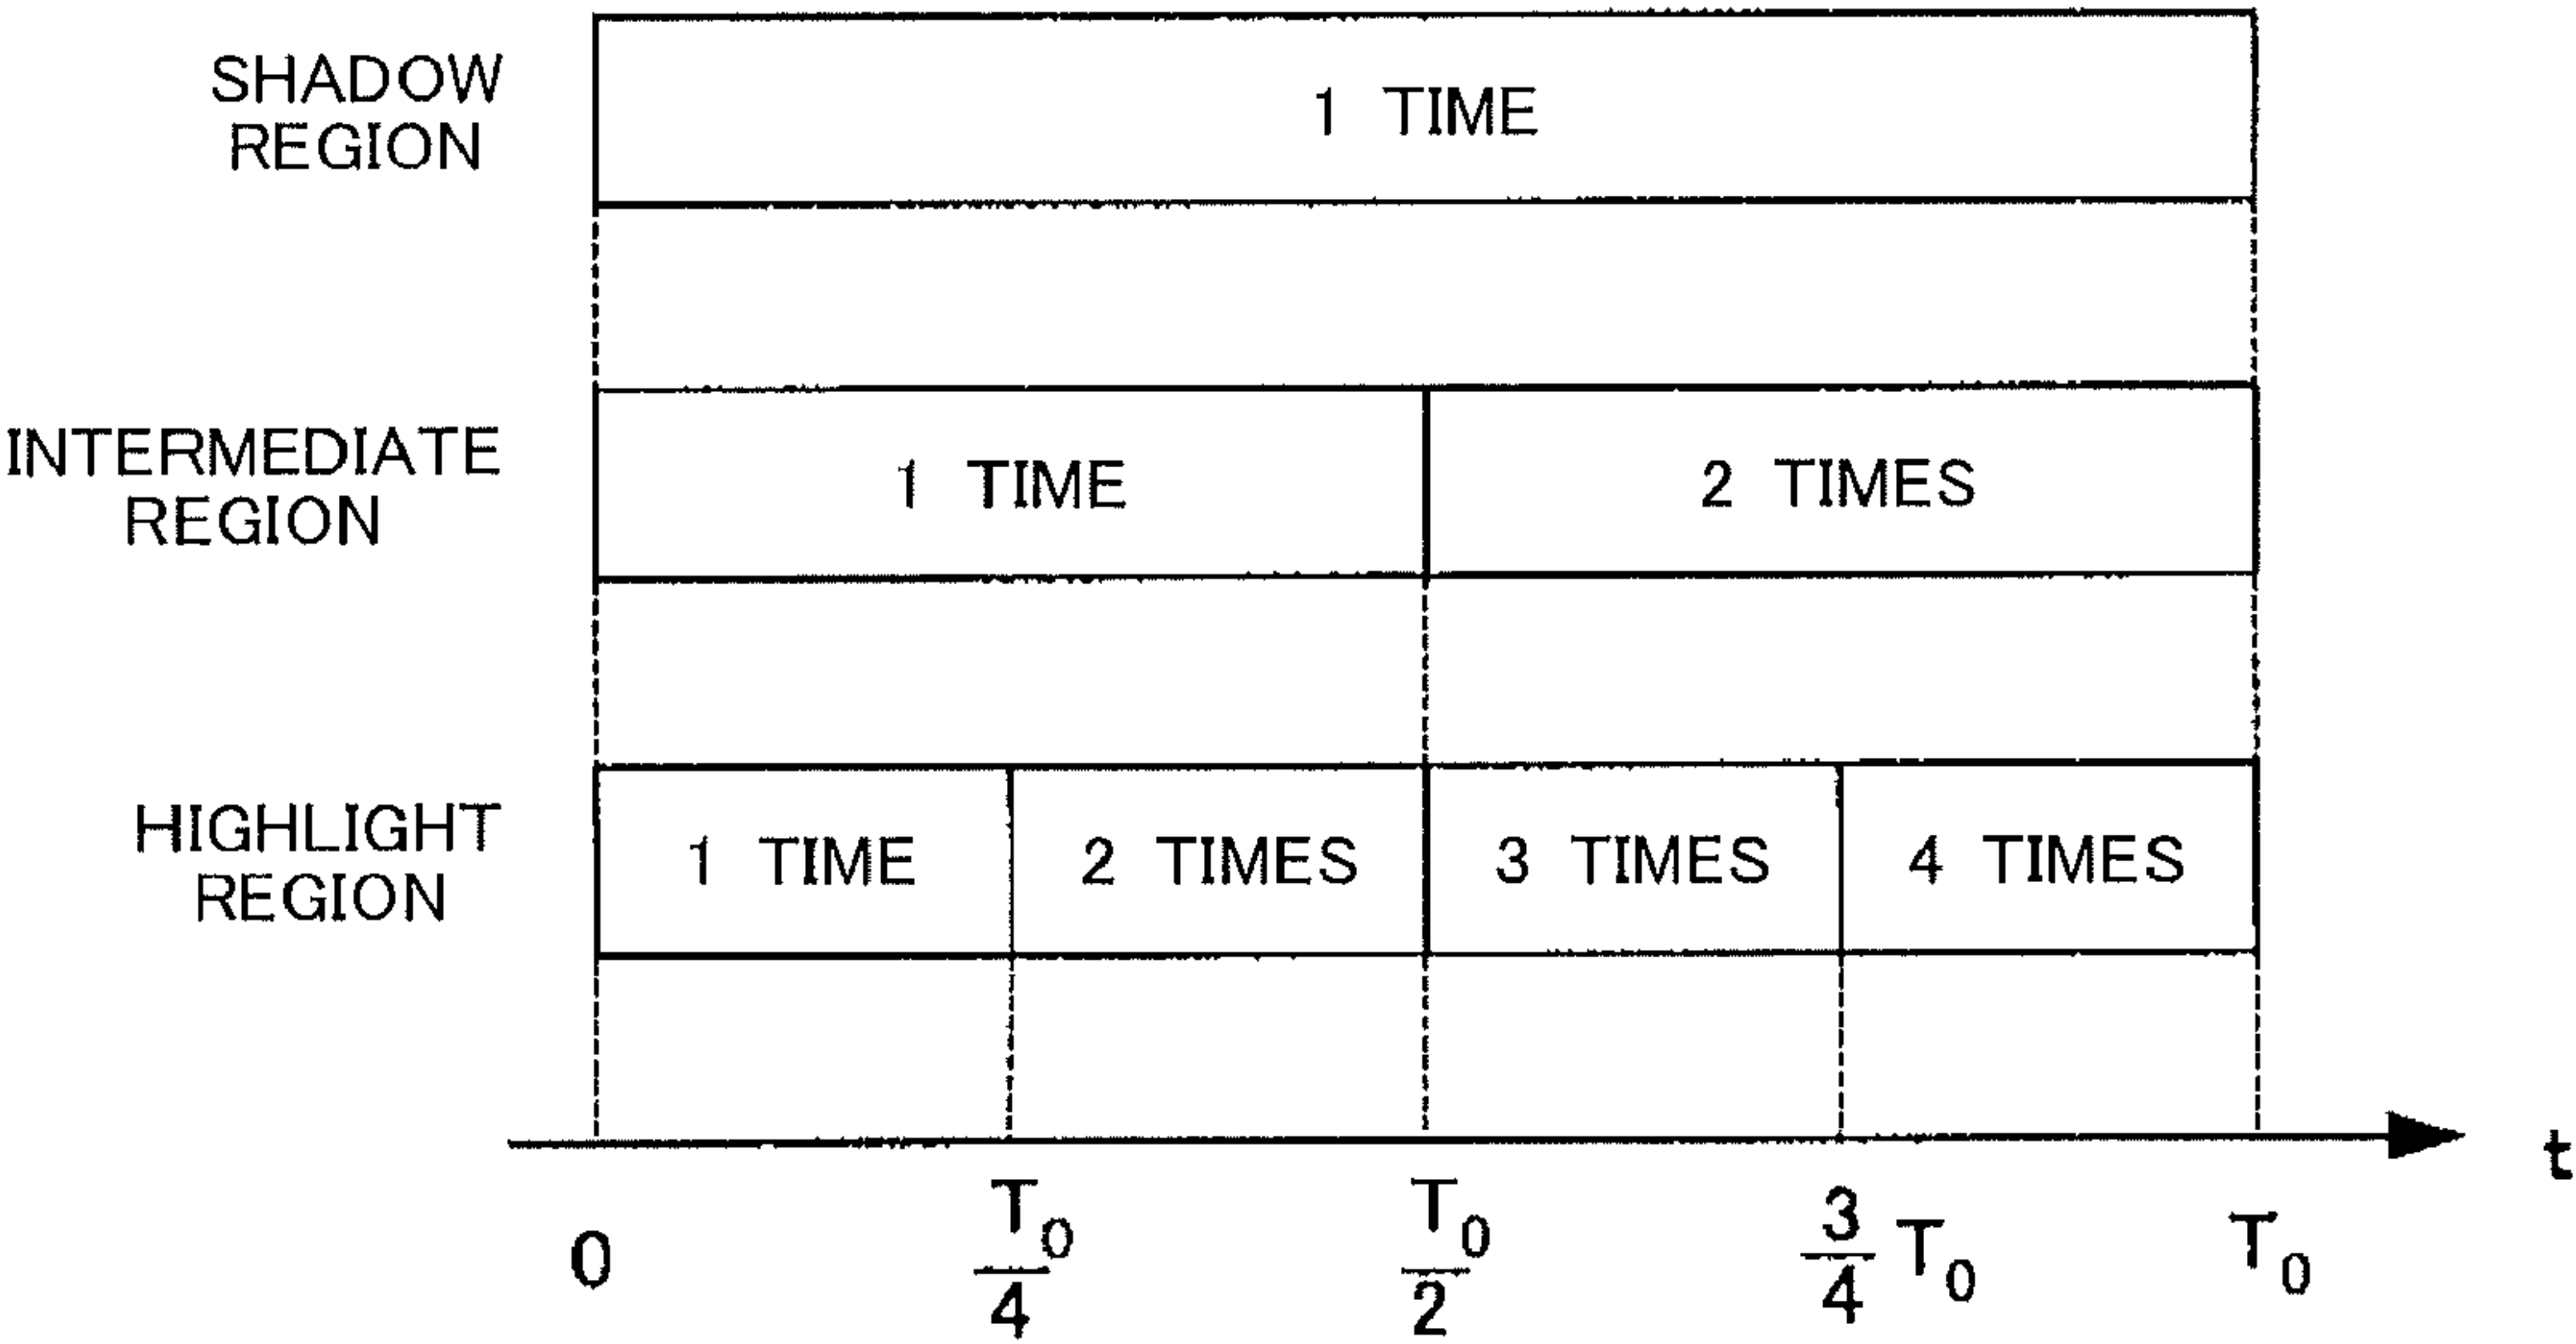 SHADOW
REGION
1 TIME
INTERMEDIATE
REGION
1 TIME
2 TIMES
HIGHLIGHT
REGION
1 TIME
2 TIMES
3 TIMES
4 TIMES
t
0
T0
4
T0
2
3
4
T0
T0